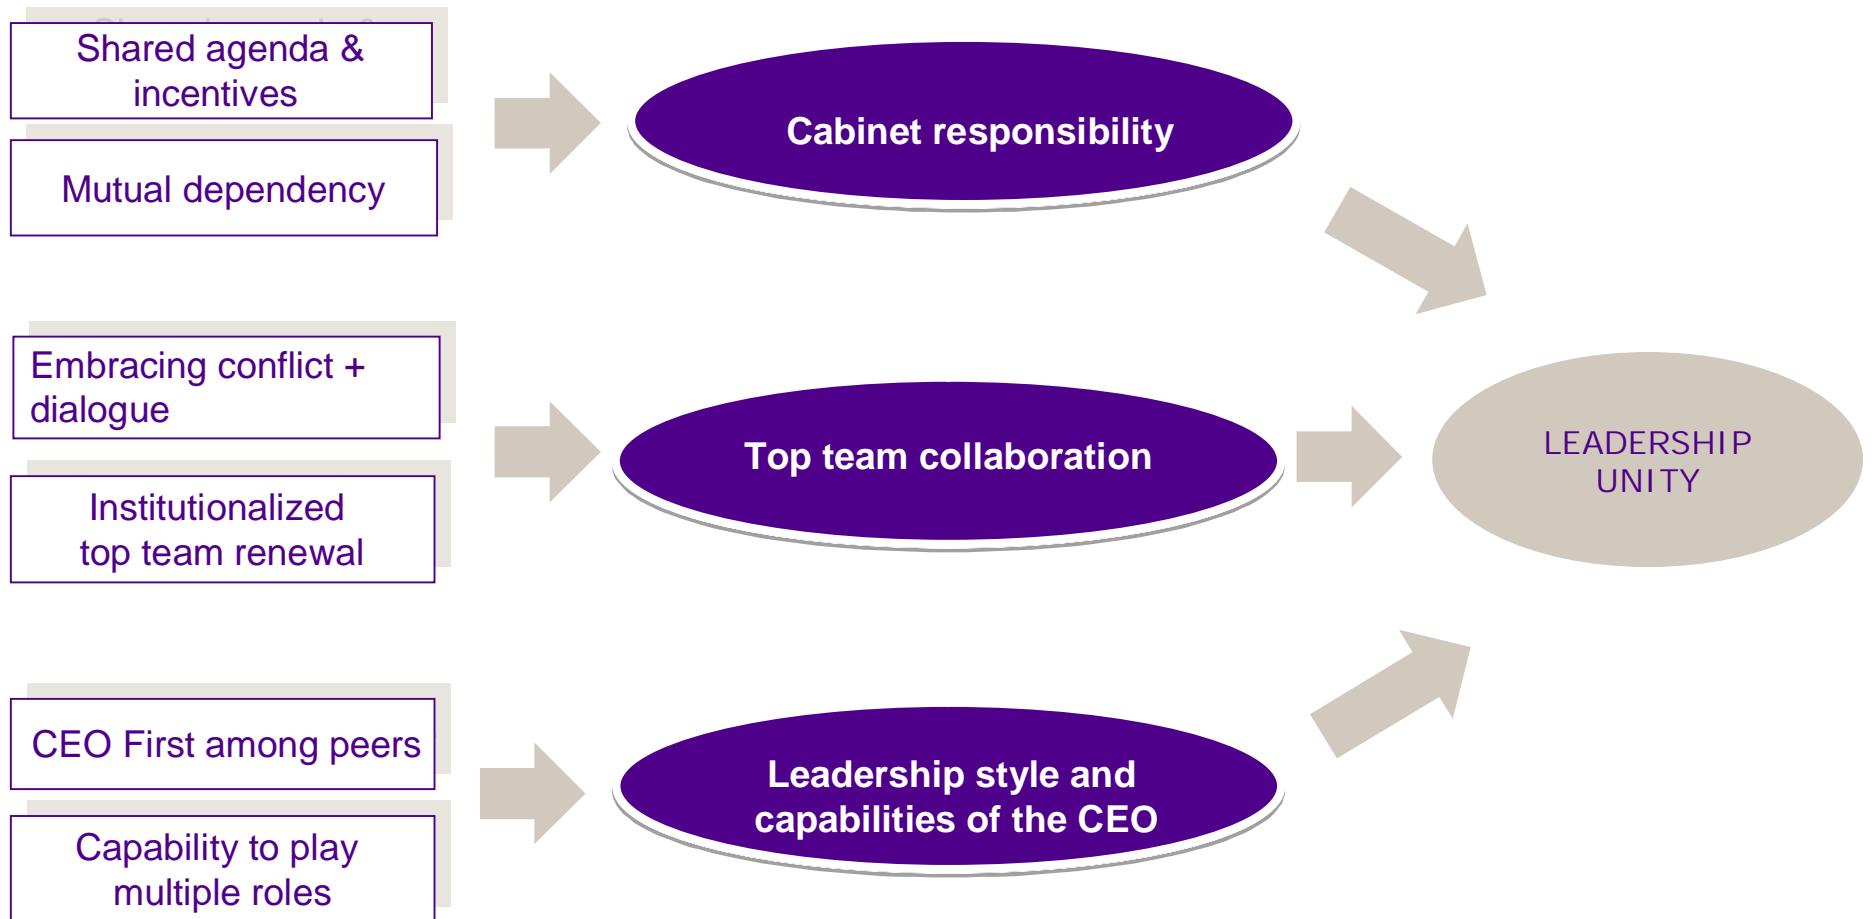 Shared agenda &
incentives
Mutual dependency
Cabinet responsibility
Embracing conflict +
dialogue
Institutionalized
top team renewal
Top team collaboration
LEADERSHIP
UNITY
CEO First among peers
Capability to play
multiple roles
Leadership style and
capabilities of the CEO